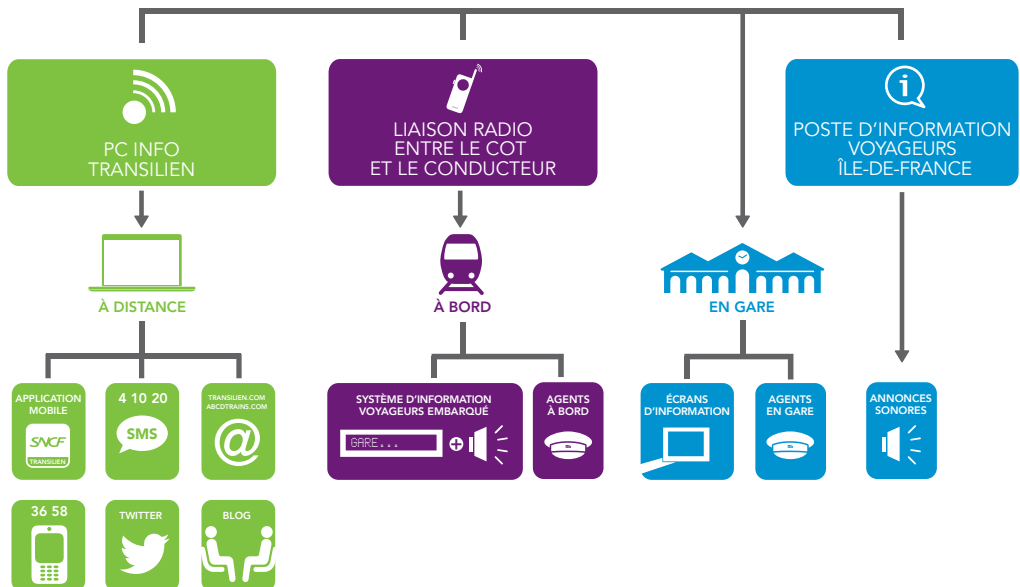 PC INFO
TRANSILIEN
LIAISON RADIO
ENTRE LE COT
ET LE CONDUCTEUR
i
POSTE D'INFORMATION
VOYAGEURS
ÎLE-DE-FRANCE
À DISTANCE
À BORD
EN GARE
APPLICATION
MOBILE
SNCF
TRANSILIEN
4 10 20
SMS
TRANSILIEN.COM
ABCDTRAINS.COM
@
SYSTÈME D'INFORMATION
VOYAGEURS EMBARQUÉ
GARE...
AGENTS
À BORD
ÉCRANS
D'INFORMATION
AGENTS
EN GARE
ANNONCES
SONORES
36 58
TWITTER
BLOG